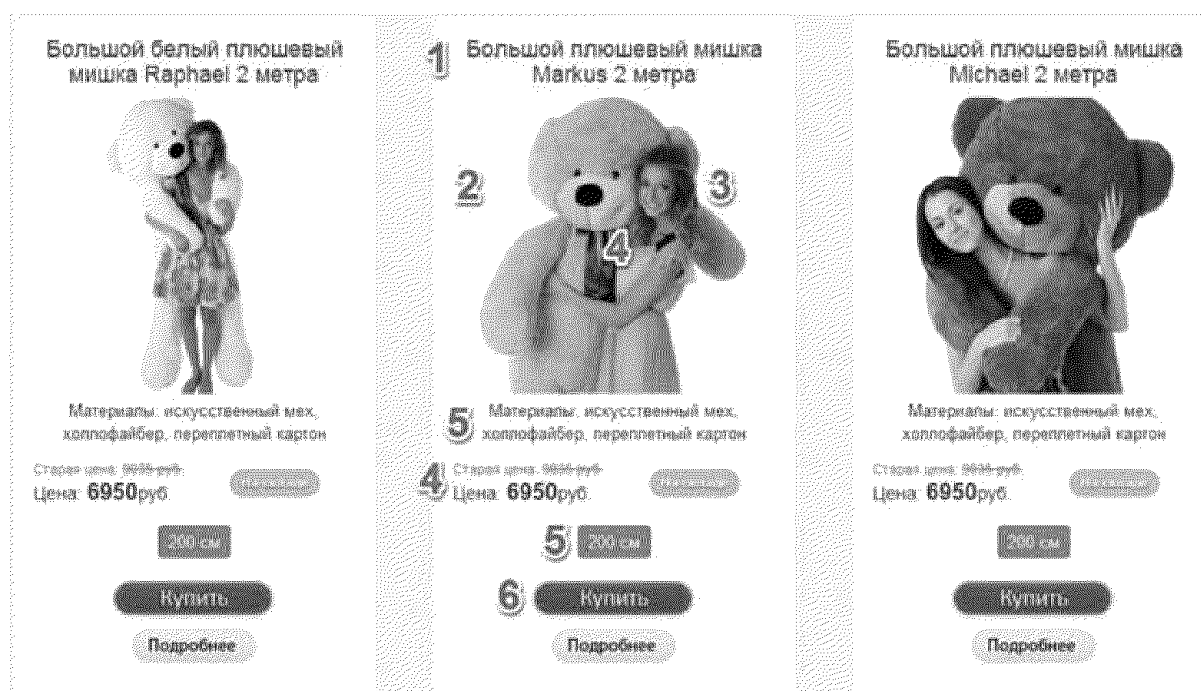 Большой белый плюшевый
мишка Raphael 2 метра
Материалы: искусственный мех,
холлофайбер, переплетный картон
Старая цена: руб.
Цена: 6950руб.
200 см
Купить
Подробнее
1
Большой плюшевый мишка
Markus 2 метра
2
3
4
5
Материалы: искусственный мех,
холлофайбер, переплетный картон
4
Старая цена: руб.
Цена: 6950руб.
5
200 см
6
Купить
Подробнее
Большой плюшевый мишка
Michael 2 метра
Материалы: искусственный мех,
холлофайбер, переплетный картон
Старая цена: руб.
Цена: 6950руб.
200 см
Купить
Подробнее